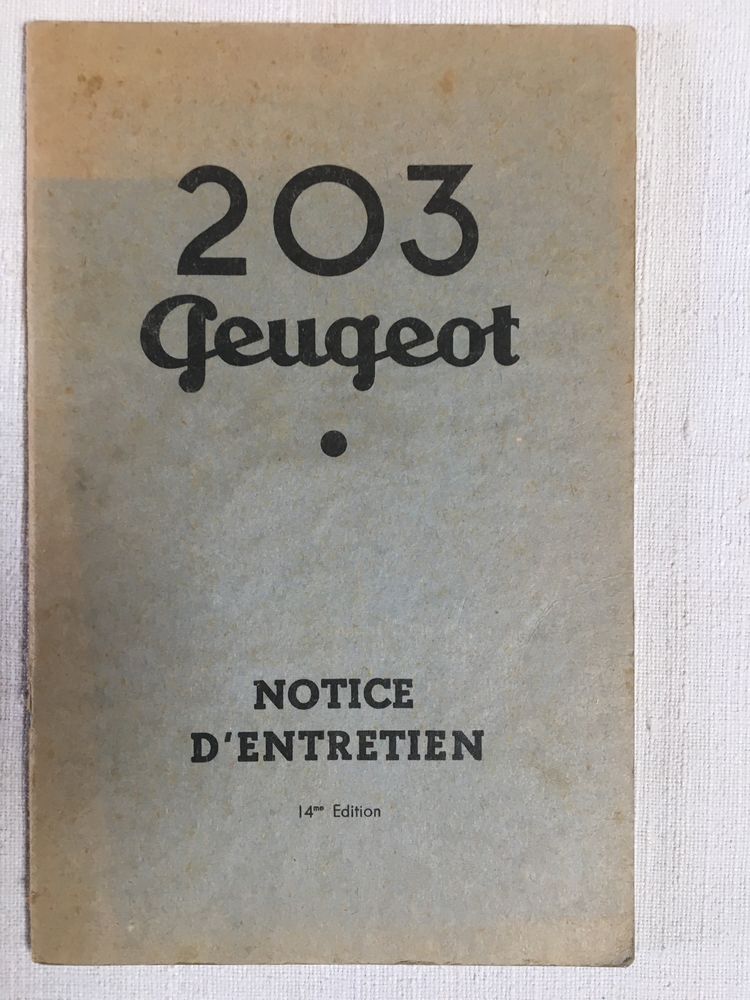 203
Peugeot
•
NOTICE
D'ENTRETIEN
14me Edition